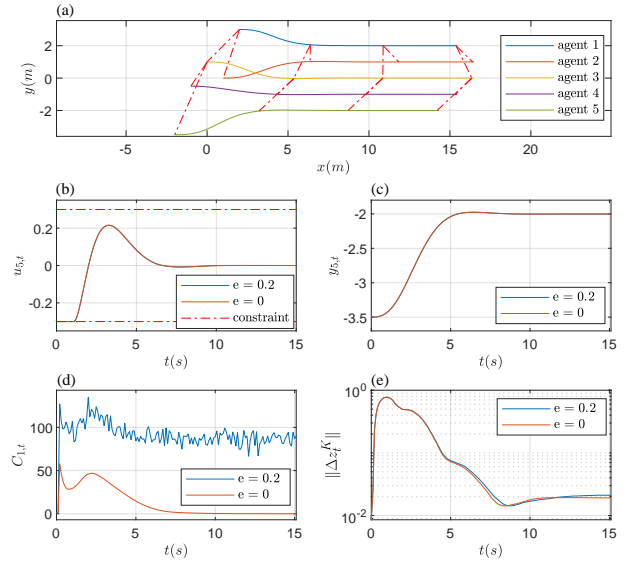 (a)
2
0
-2
y(m)
-5
0
5
10
15
20
x(m)
agent 1
agent 2
agent 3
agent 4
agent 5
(b)
0.2
0
-0.2
u5,t
0
5
10
15
t(s)
e = 0.2
e = 0
constraint
(c)
-2
-2.5
-3
-3.5
y5,t
0
5
10
15
t(s)
e = 0.2
e = 0
(d)
100
50
0
C1,t
0
5
10
15
t(s)
e = 0.2
e = 0
(e)
10^0
10^-2
||Δz_t^K||
0
5
10
15
t(s)
e = 0.2
e = 0